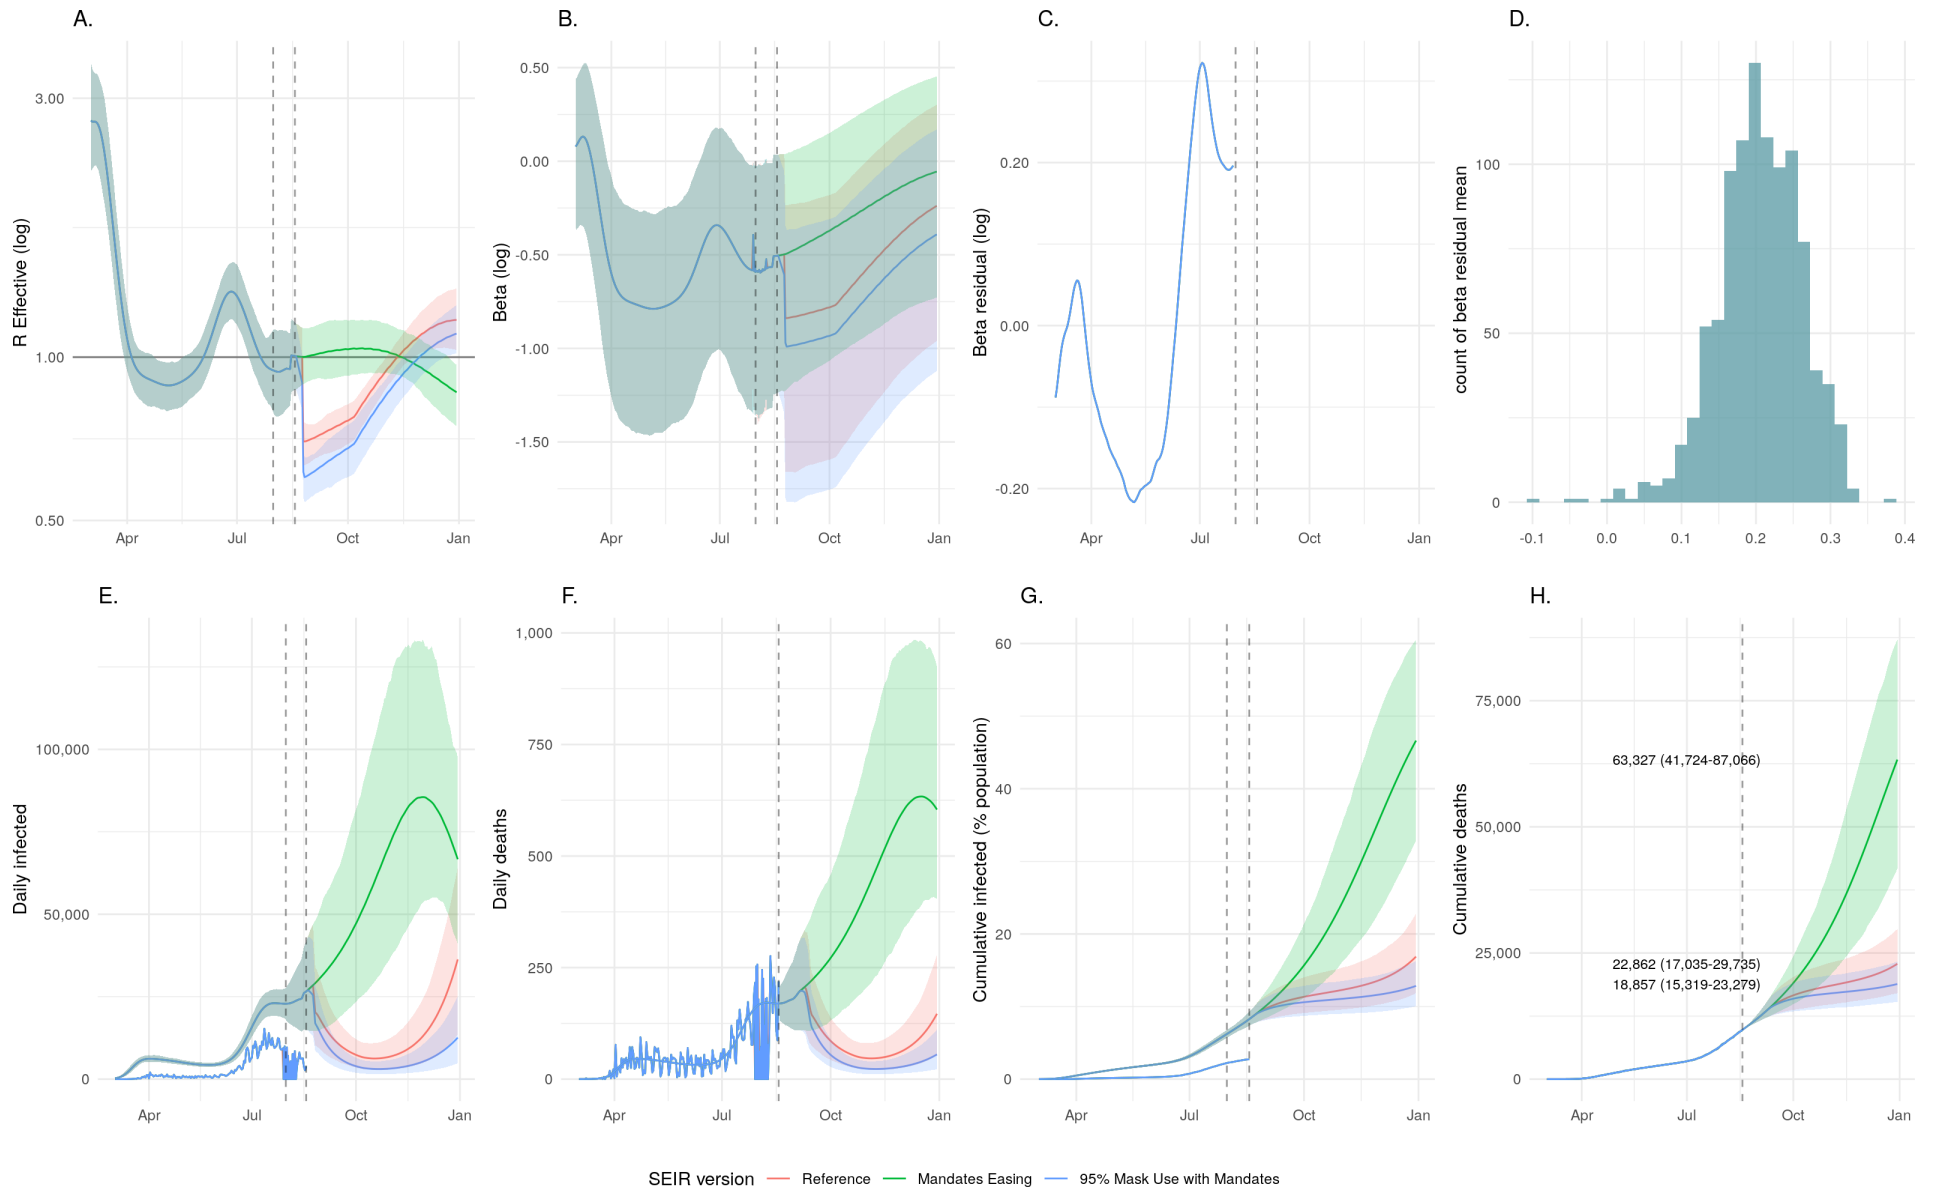 A.
R Effective (log)
3.00
1.00
0.50
Apr Jul Oct Jan
B.
Beta (log)
0.50
0.00
-0.50
-1.00
-1.50
Apr Jul Oct Jan
C.
Beta residual (log)
0.20
0.00
-0.20
Apr Jul Oct Jan
D.
count of beta residual mean
100
50
0
-0.1 0.0 0.1 0.2 0.3 0.4
E.
Daily infected
100,000
50,000
0
Apr Jul Oct Jan
F.
Daily deaths
1,000
750
500
250
0
Apr Jul Oct Jan
G.
Cumulative infected (% population)
60
40
20
0
Apr Jul Oct Jan
H.
Cumulative deaths
75,000
50,000
25,000
0
63,327 (41,724-87,066)
22,862 (17,035-29,735)
18,857 (15,319-23,279)
Apr Jul Oct Jan
SEIR version Reference Mandates Easing 95% Mask Use with Mandates